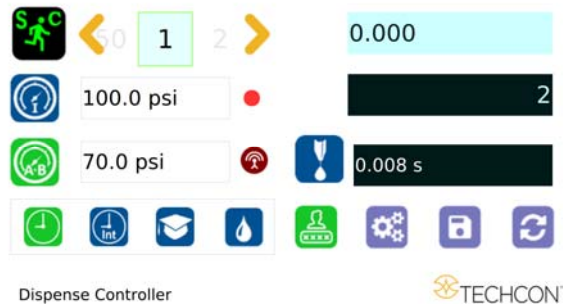 S C
50 1 2
0.000
I 100.0 psi
2
A-B 70.0 psi
0.008 s
Int
****
Dispense Controller
TECHCON